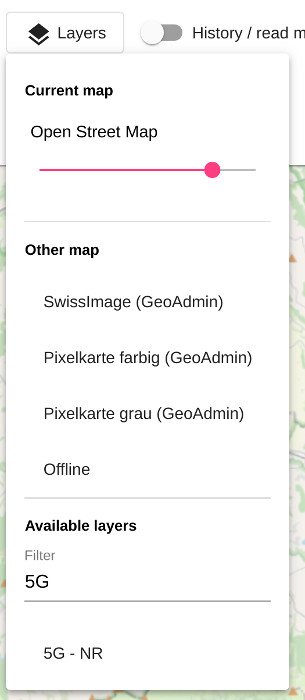 Layers
History / read m
Current map
Open Street Map
Other map
SwissImage (GeoAdmin)
Pixelkarte farbig (GeoAdmin)
Pixelkarte grau (GeoAdmin)
Offline
Available layers
Filter
5G
5G - NR